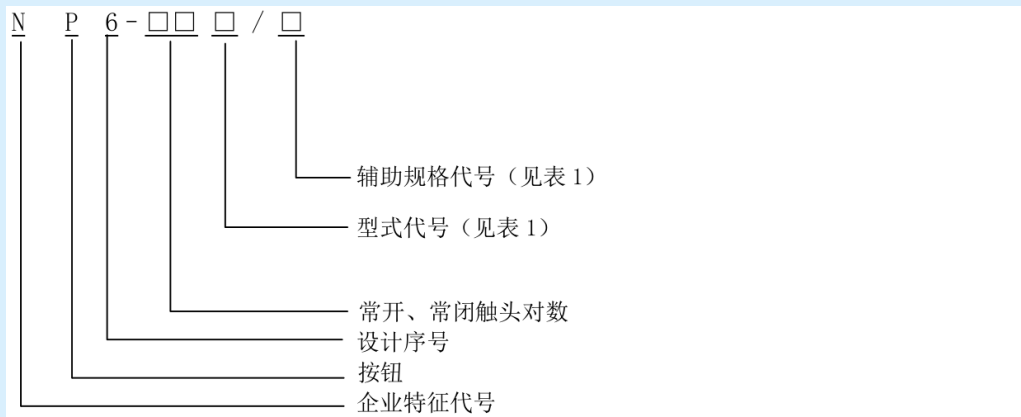 N P 6-□□ □ / □
辅助规格代号（见表 1）
型式代号（见表 1）
常开、常闭触头对数
设计序号
按钮
企业特征代号